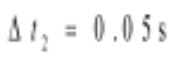 Δt₂ = 0.05s